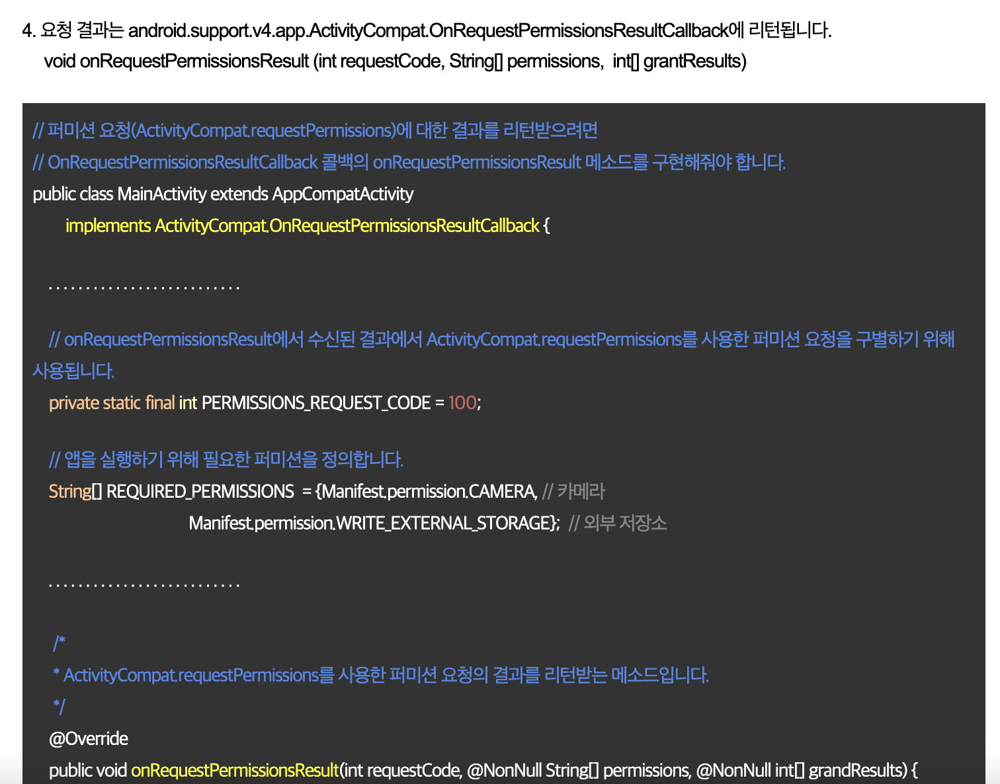 4. 요청 결과는 android.support.v4.app.ActivityCompat.OnRequestPermissionsResultCallback에 리턴됩니다.
void onRequestPermissionsResult (int requestCode, String[] permissions,  int[] grantResults)
// 퍼미션 요청(ActivityCompat.requestPermissions)에 대한 결과를 리턴받으려면
// OnRequestPermissionsResultCallback 콜백의 onRequestPermissionsResult 메소드를 구현해줘야 합니다.
public class MainActivity extends AppCompatActivity
implements ActivityCompat.OnRequestPermissionsResultCallback {
. . . . . . . . . . . . . . . . . . . . . . . . . .
// onRequestPermissionsResult에서 수신된 결과에서 ActivityCompat.requestPermissions를 사용한 퍼미션 요청을 구별하기 위해
사용됩니다.
private static final int PERMISSIONS_REQUEST_CODE = 100;
// 앱을 실행하기 위해 필요한 퍼미션을 정의합니다.
String[] REQUIRED_PERMISSIONS  = {Manifest.permission.CAMERA, // 카메라
Manifest.permission.WRITE_EXTERNAL_STORAGE};  // 외부 저장소
. . . . . . . . . . . . . . . . . . . . . . . . . .
/*
* ActivityCompat.requestPermissions를 사용한 퍼미션 요청의 결과를 리턴받는 메소드입니다.
*/
@Override
public void onRequestPermissionsResult(int requestCode, @NonNull String[] permissions, @NonNull int[] grandResults) {